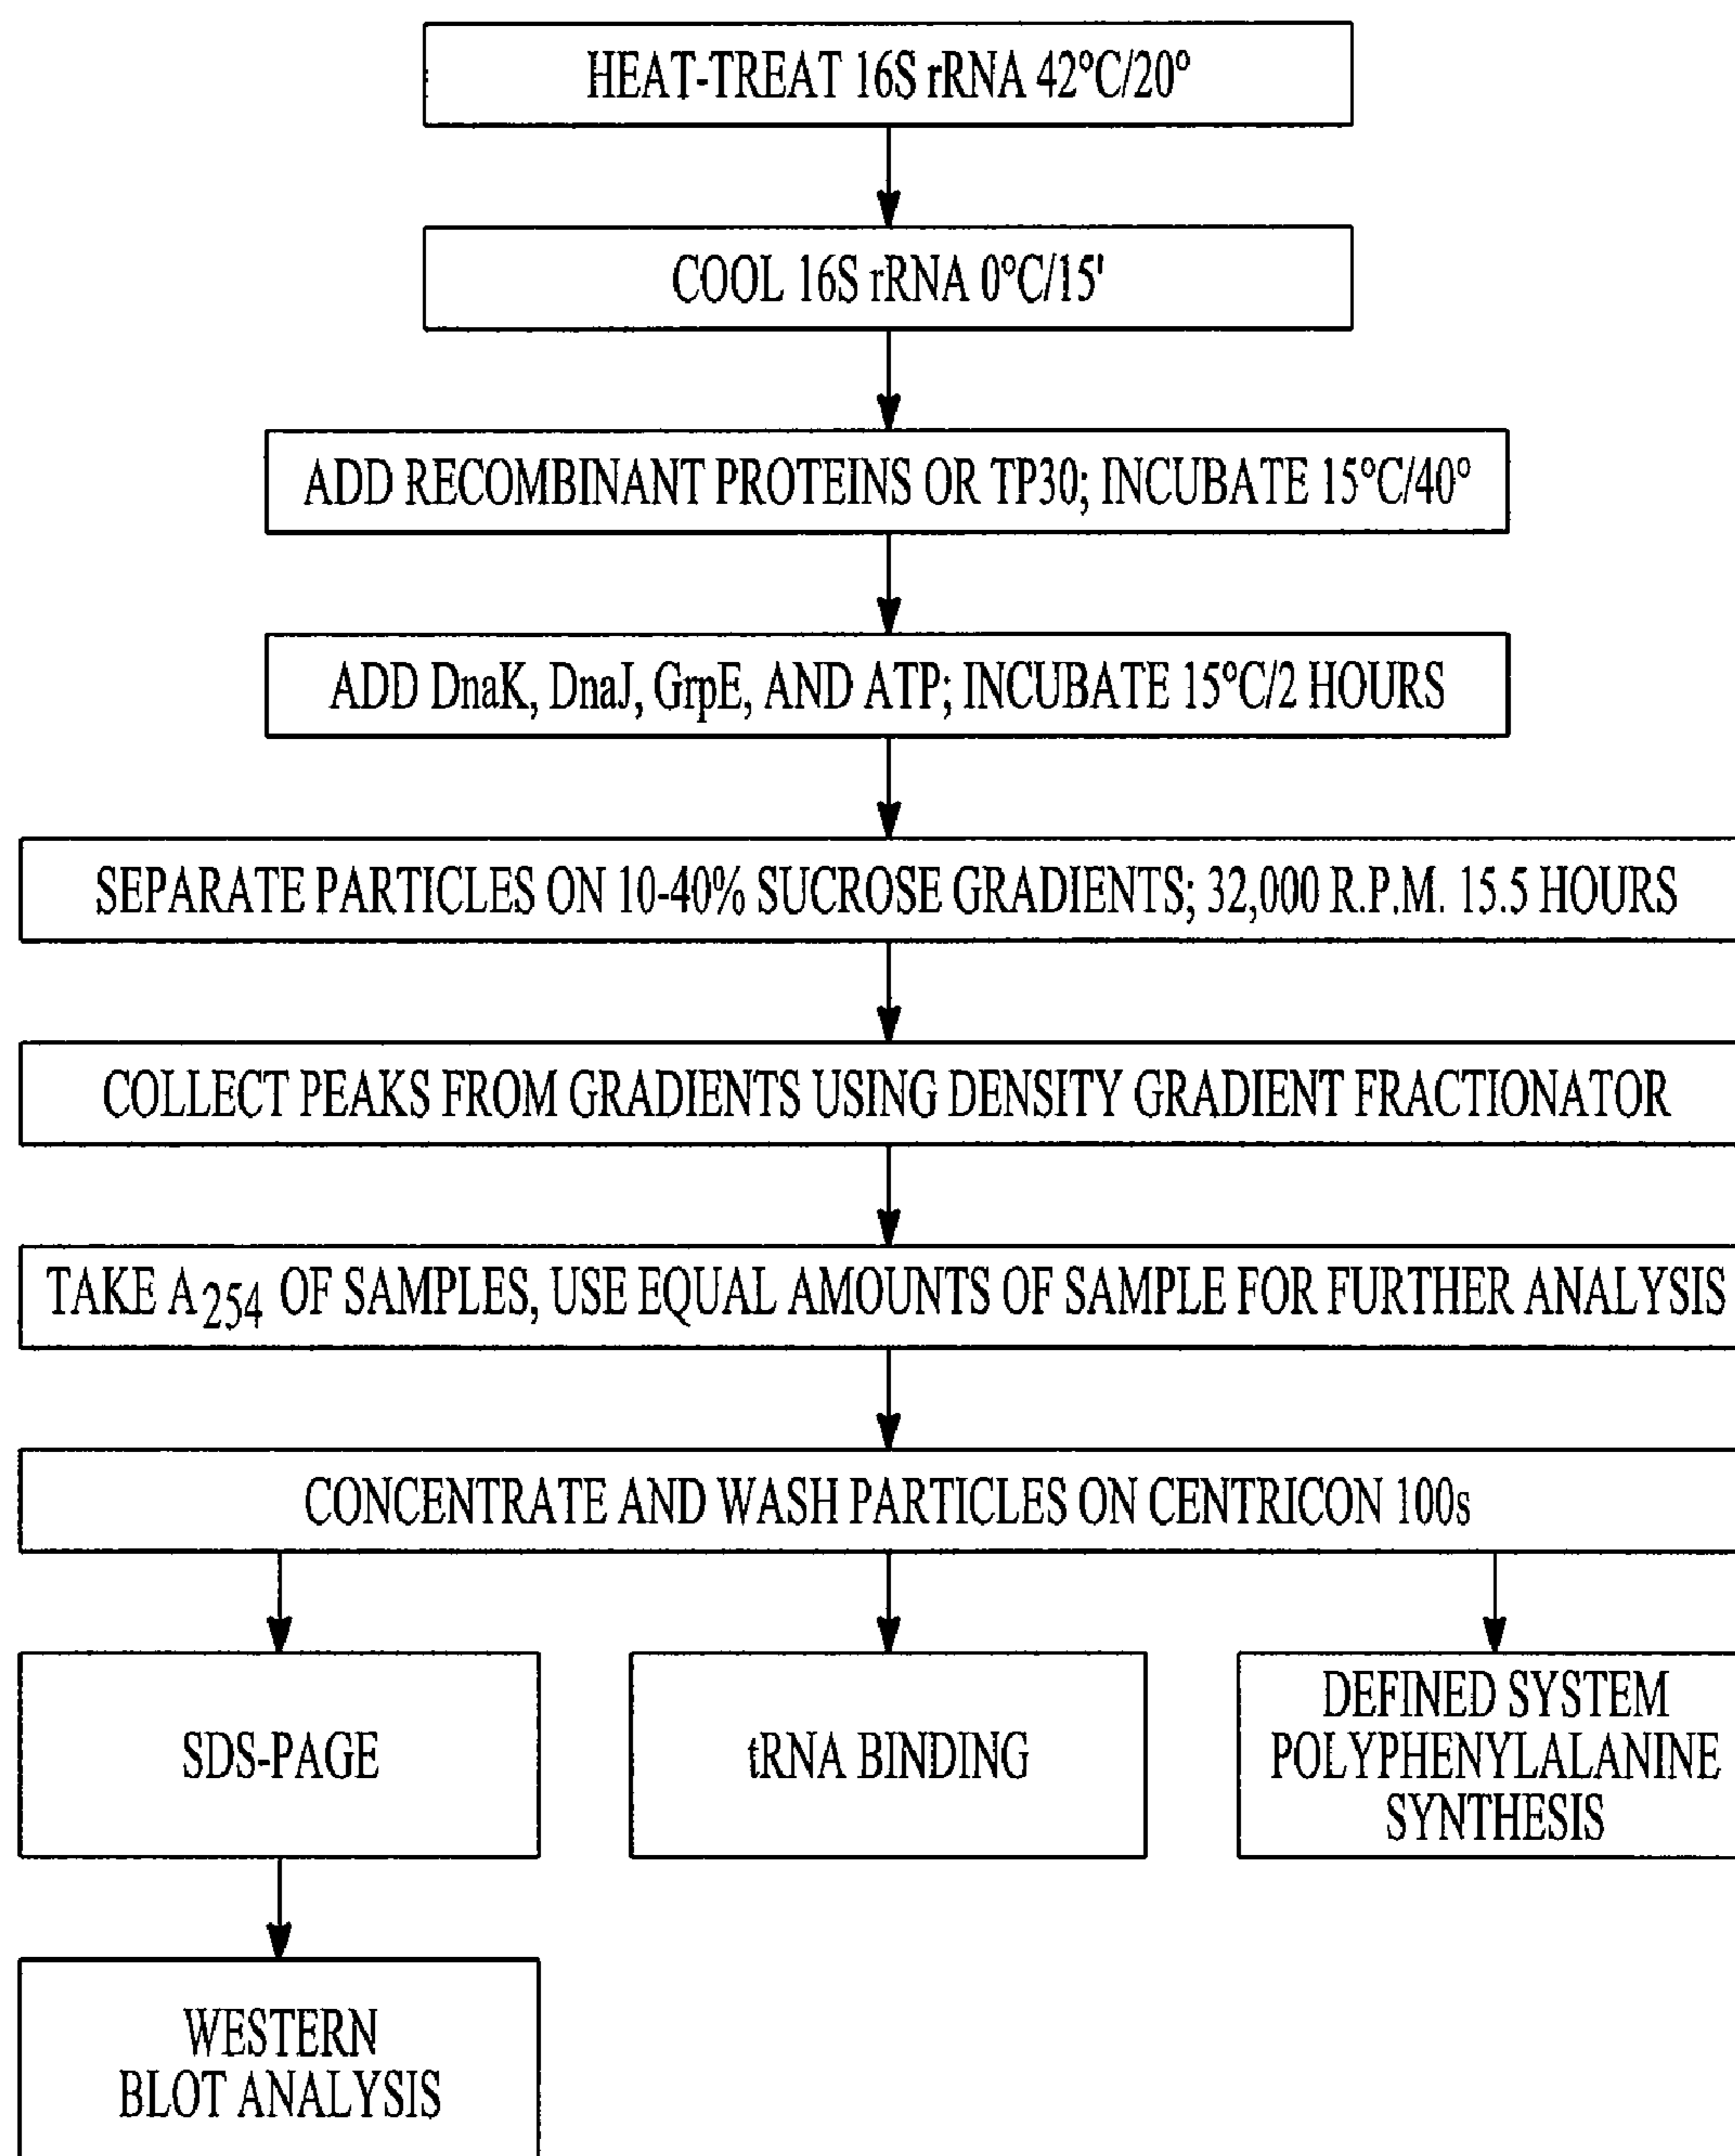 HEAT-TREAT 16S rRNA 42°C/20°
COOL 16S rRNA 0°C/15'
ADD RECOMBINANT PROTEINS OR TP30; INCUBATE 15°C/40°
ADD DnaK, DnaJ, GrpE, AND ATP; INCUBATE 15°C/2 HOURS
SEPARATE PARTICLES ON 10-40% SUCROSE GRADIENTS; 32,000 R.P.M. 15.5 HOURS
COLLECT PEAKS FROM GRADIENTS USING DENSITY GRADIENT FRACTIONATOR
TAKE A254 OF SAMPLES, USE EQUAL AMOUNTS OF SAMPLE FOR FURTHER ANALYSIS
CONCENTRATE AND WASH PARTICLES ON CENTRICON 100s
SDS-PAGE
tRNA BINDING
DEFINED SYSTEM
POLYPHENYLALANINE
SYNTHESIS
WESTERN
BLOT ANALYSIS